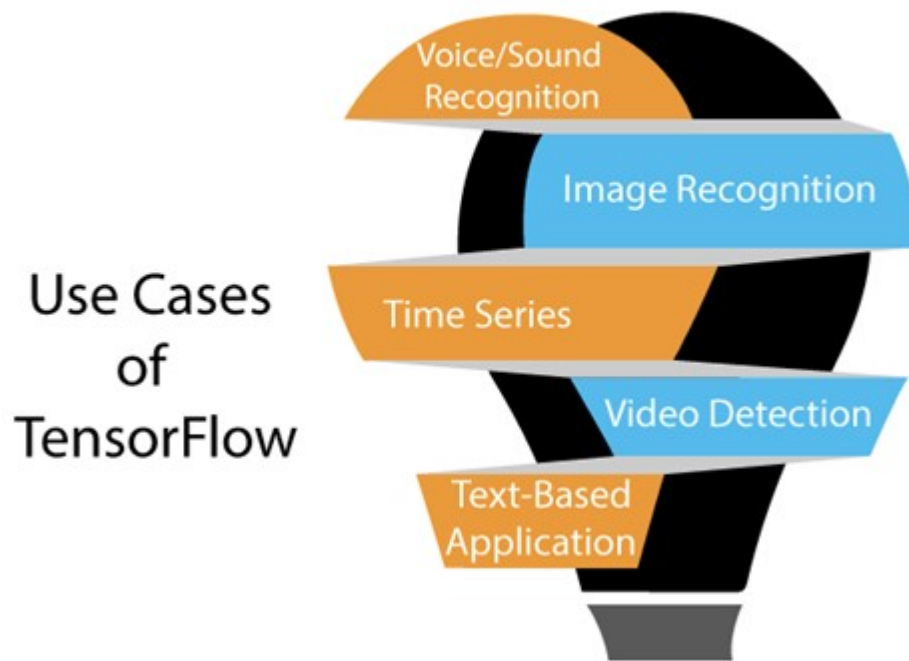 Use Cases
of
TensorFlow
Voice/Sound
Recognition
Image Recognition
Time Series
Video Detection
Text-Based
Application